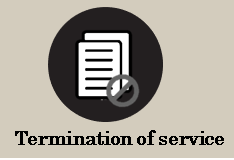 Termination of service